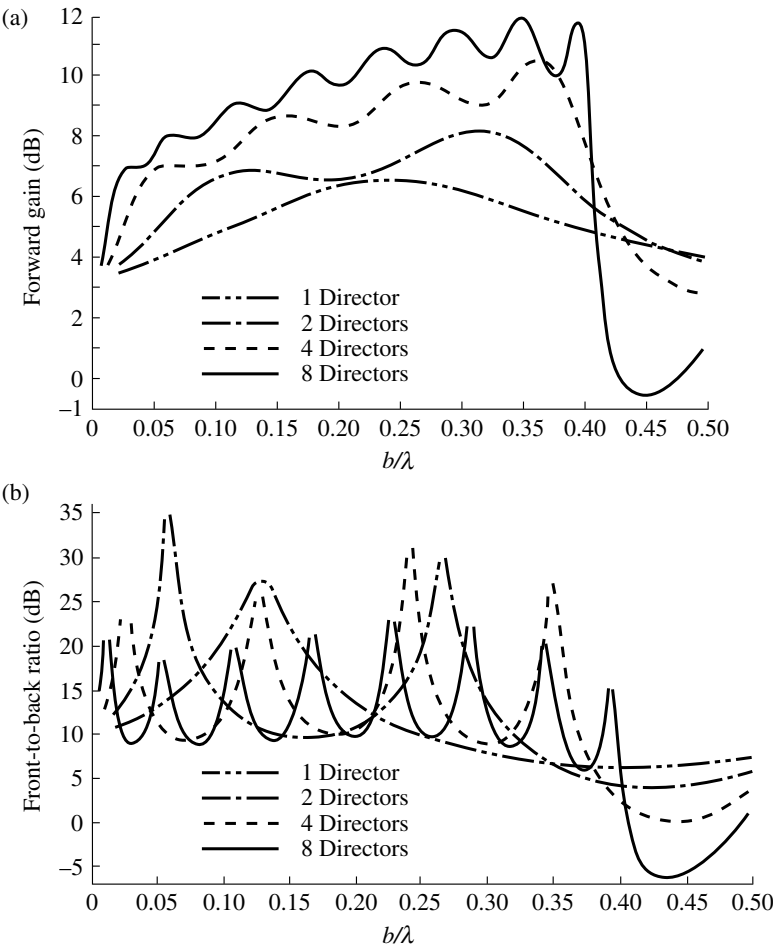 (a)
12
10
8
6
4
2
0
–1
Forward gain (dB)
1 Director
2 Directors
4 Directors
8 Directors
0 0.05 0.10 0.15 0.20 0.25 0.30 0.35 0.40 0.45 0.50
b/λ
(b)
35
30
25
20
15
10
5
0
–5
Front-to-back ratio (dB)
1 Director
2 Directors
4 Directors
8 Directors
0 0.05 0.10 0.15 0.20 0.25 0.30 0.35 0.40 0.45 0.50
b/λ